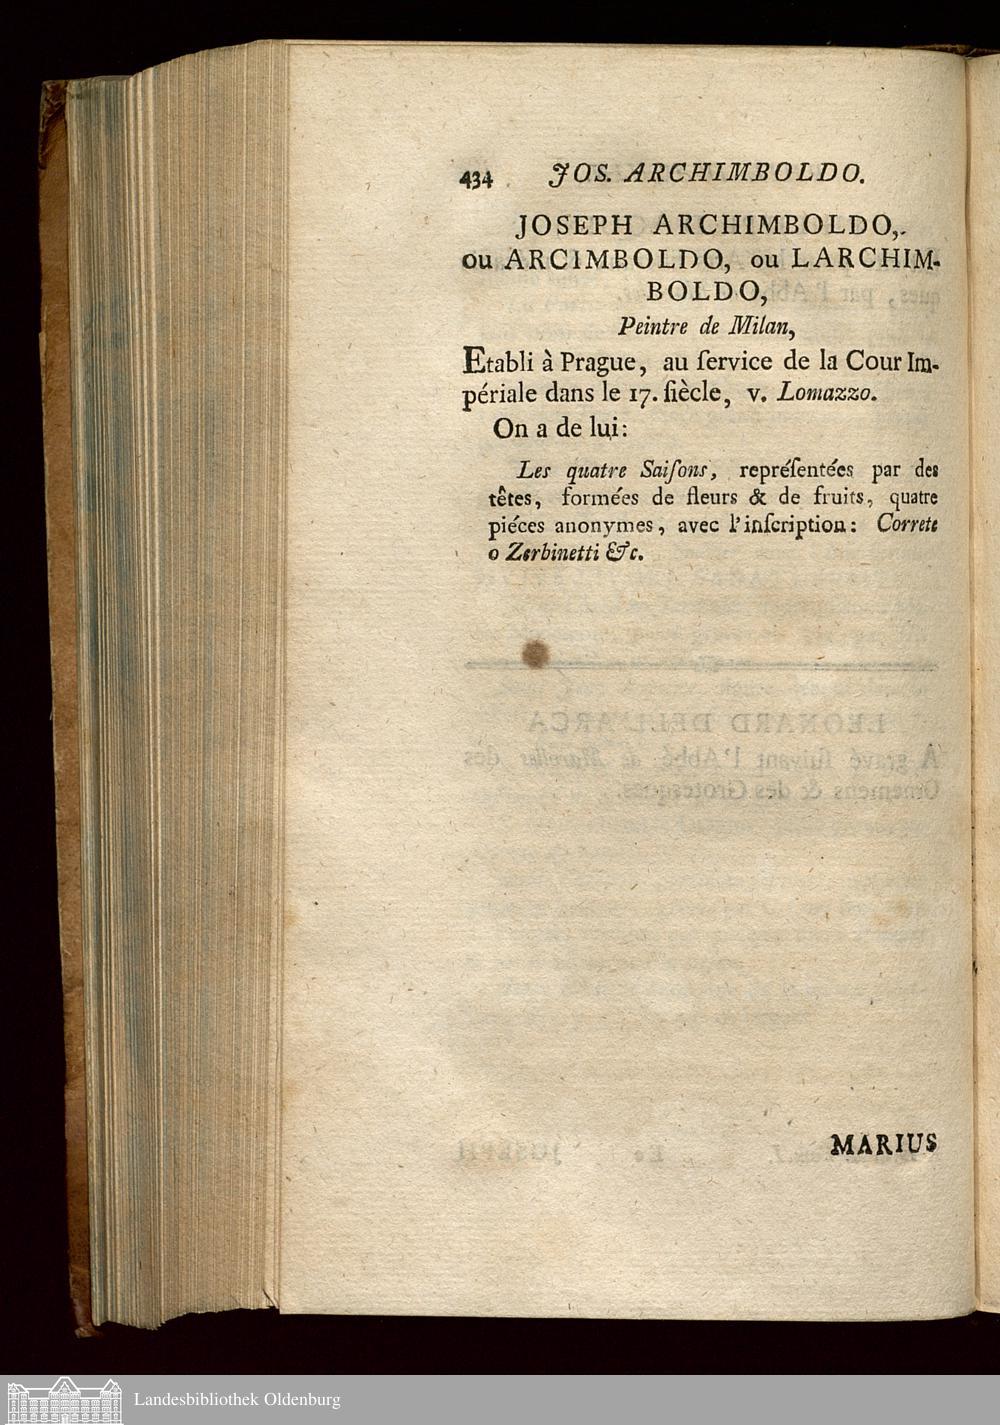 434 JOS. ARCHIMBOLDO.
JOSEPH ARCHIMBOLDO,
ou ARCIMBOLDO, ou LARCHIM-
BOLDO,
Peintre de Milan,
Etabli à Prague, au ſervice de la Cour Im-
périale dans le 17. ſiècle, v. Lomazzo.
On a de lui:
Les quatre Saiſons, repréſentées par des
têtes, formées de fleurs & de fruits, quatre
piéces anonymes, avec l'inſcription: Correte
o Zerbinetti &c.
MARIUS
Landesbibliothek Oldenburg